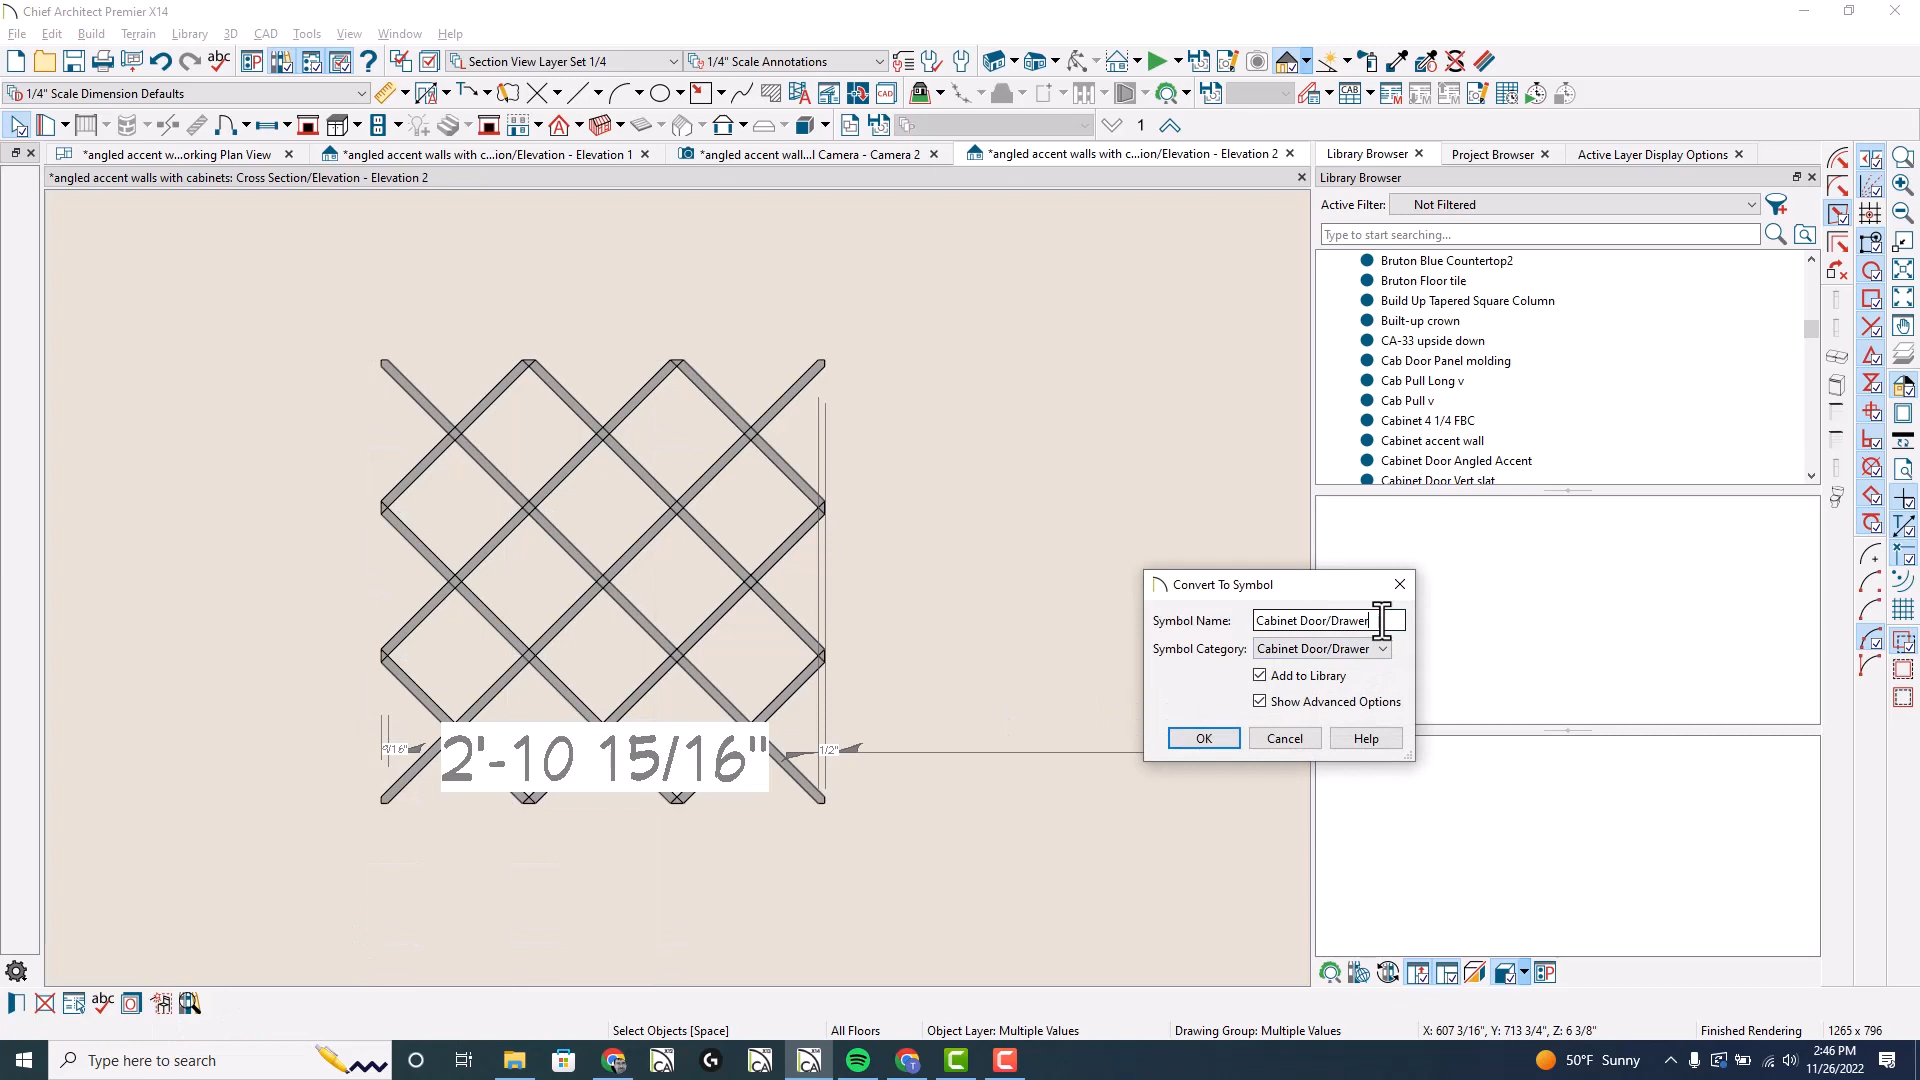 Chief Architect Premier X14
File Edit Build Terrain Library 3D CAD Tools View Window Help
Section View Layer Set 1/4 1/4" Scale Annotations
1/4" Scale Dimension Defaults
1
*angled accent w...orking Plan View *angled accent walls with c...ion/Elevation - Elevation 1 *angled accent wall...l Camera - Camera 2 *angled accent walls with c...ion/Elevation - Elevation 2
*angled accent walls with cabinets: Cross Section/Elevation - Elevation 2
Library Browser Project Browser Active Layer Display Options
Library Browser
Active Filter: Not Filtered
Type to start searching...
Bruton Blue Countertop2
Bruton Floor tile
Build Up Tapered Square Column
Built-up crown
CA-33 upside down
Cab Door Panel molding
Cab Pull Long v
Cab Pull v
Cabinet 4 1/4 FBC
Cabinet accent wall
Cabinet Door Angled Accent
Cabinet Door Vert slat
Convert To Symbol
Symbol Name: Cabinet Door/Drawer
Symbol Category: Cabinet Door/Drawer
Add to Library
Show Advanced Options
OK Cancel Help
9/16" 2'-10 15/16" 1/2"
Select Objects [Space] All Floors Object Layer: Multiple Values Drawing Group: Multiple Values X: 607 3/16", Y: 713 3/4", Z: 6 3/8" Finished Rendering 1265 x 796
Type here to search
50°F Sunny
2:46 PM
11/26/2022